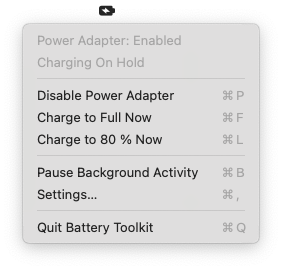 Power Adapter: Enabled
Charging On Hold
Disable Power Adapter ⌘ P
Charge to Full Now ⌘ F
Charge to 80 % Now ⌘ L
Pause Background Activity ⌘ B
Settings... ⌘ ,
Quit Battery Toolkit ⌘ Q